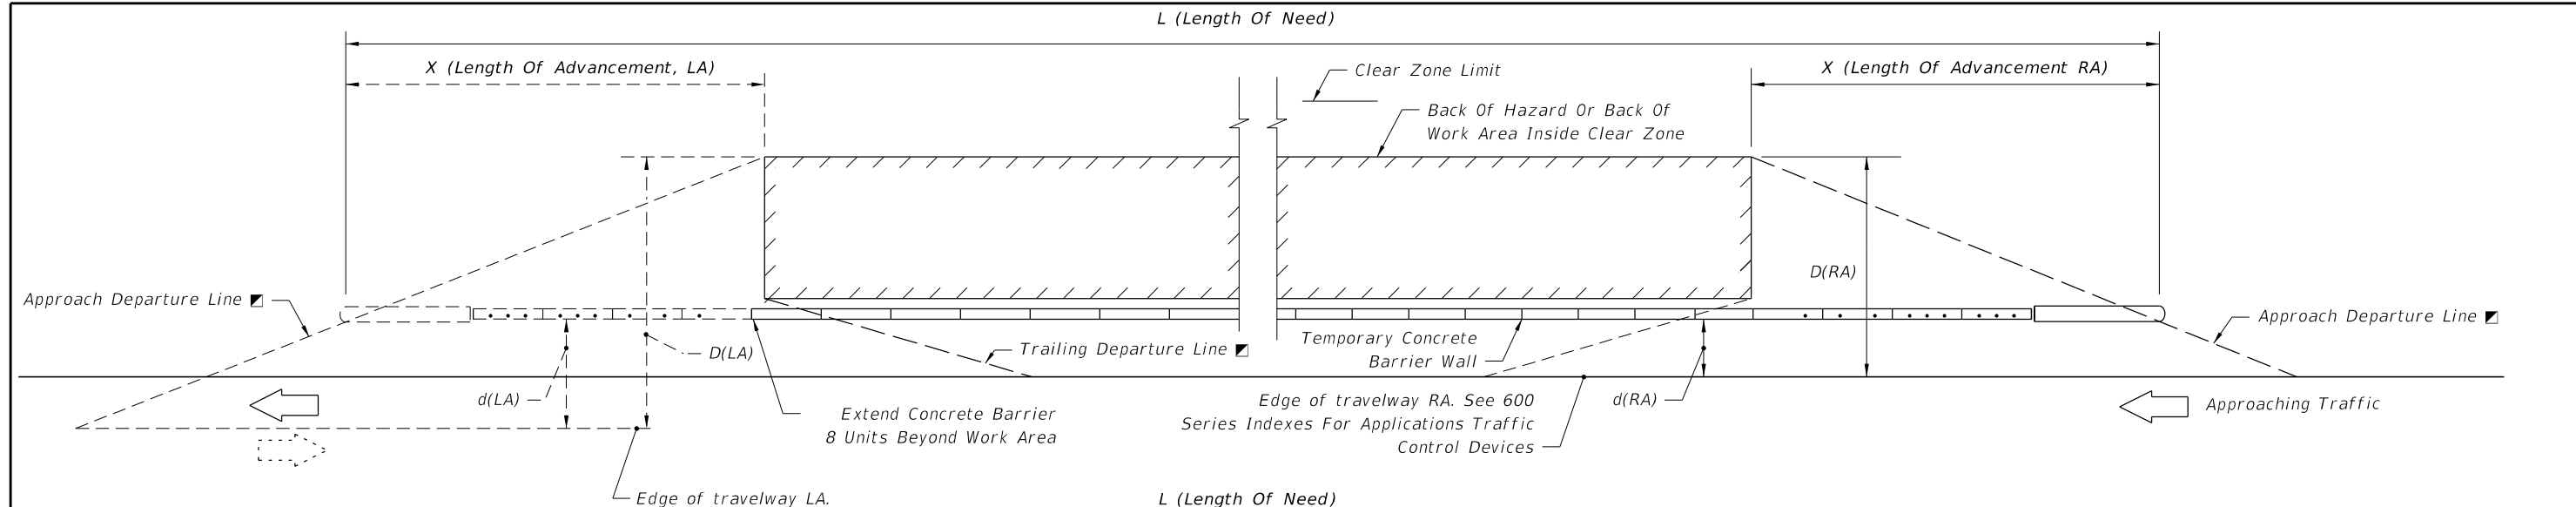 L (Length Of Need)
X (Length Of Advancement, LA)
X (Length Of Advancement RA)
Clear Zone Limit
Back Of Hazard Or Back Of
Work Area Inside Clear Zone
D(RA)
Approach Departure Line
Approach Departure Line
Temporary Concrete
Barrier Wall
Trailing Departure Line
D(LA)
d(LA)
Extend Concrete Barrier
8 Units Beyond Work Area
Edge of travelway RA. See 600
Series Indexes For Applications Traffic
Control Devices
d(RA)
Approaching Traffic
Edge of travelway LA.
L (Length Of Need)